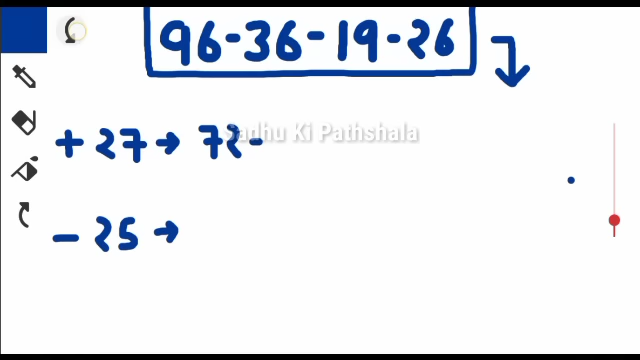 96-36-19-26
+ 27 → 72-
Sadhu Ki Pathshala
- 25 →